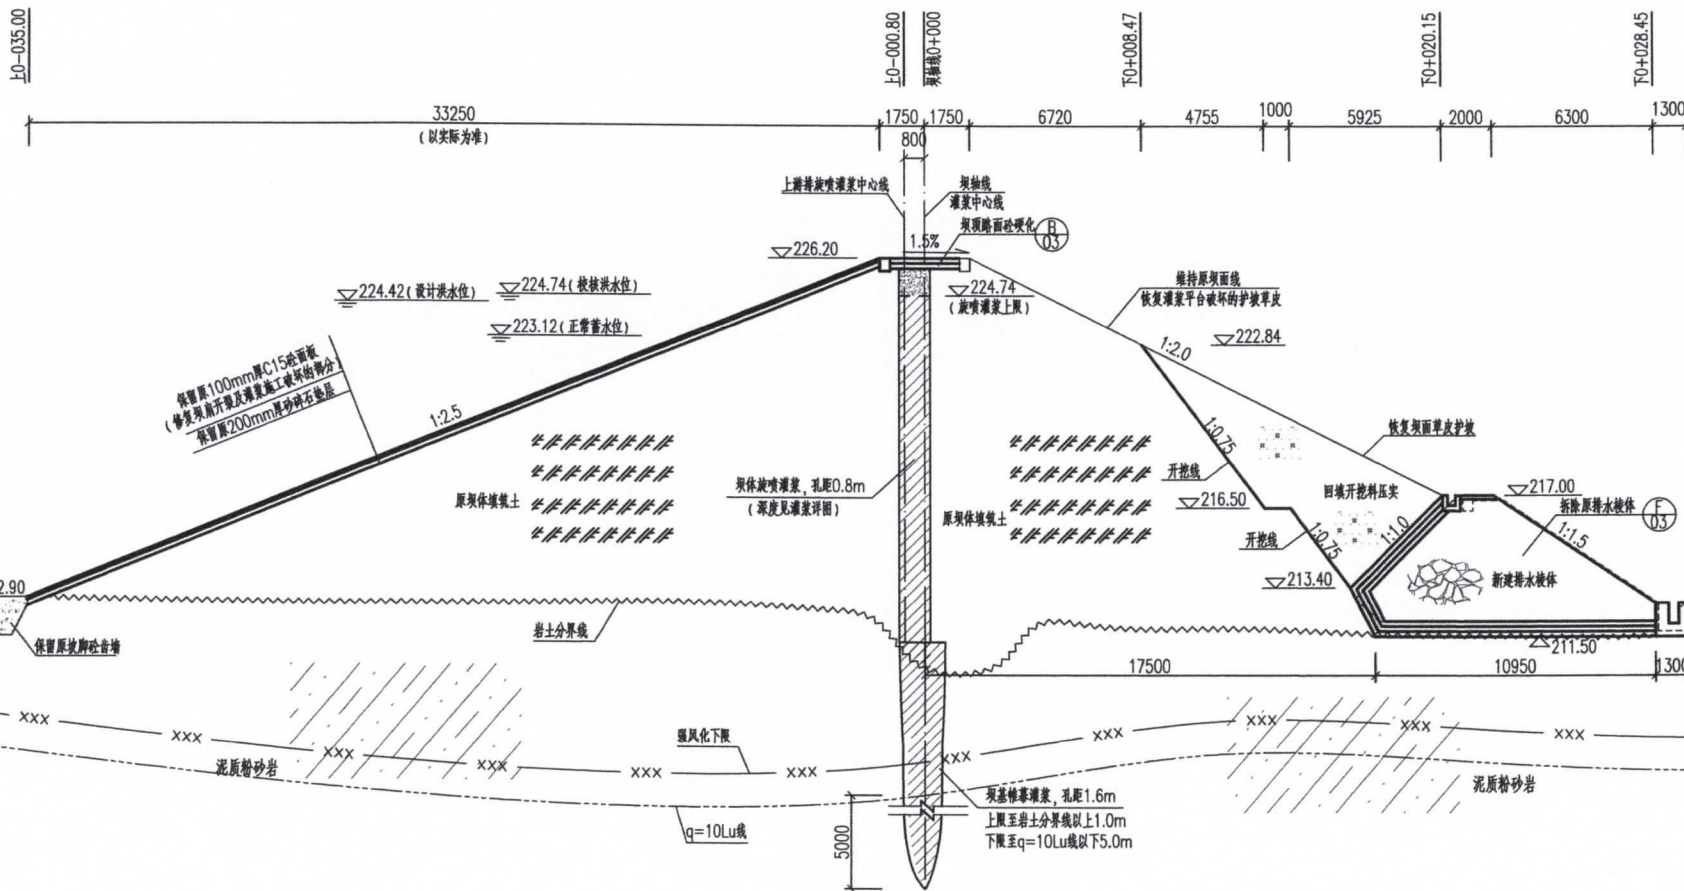 上0-035.00
上0-000.80
坝轴线0+000
下0+008.47
下0+020.15
下0+028.45
33250
(以实际为准)
1750
1750
800
6720
4755
1000
5925
2000
6300
1300
上游排旋喷灌浆中心线
坝轴线
灌浆中心线
坝顶路面砼硬化
B
03
1.5%
226.20
224.42(设计洪水位)
224.74(校核洪水位)
223.12(正常蓄水位)
224.74
(旋喷灌浆上限)
维持原坝面线
恢复灌浆平台破坏的护坡草皮
222.84
1:2.0
保留原100mm厚C15砼面板
(修复坝肩开裂及灌浆施工破坏的部分)
保留原200mm厚砂碎石垫层
1:2.5
恢复坝面草皮护坡
1:0.75
开挖线
原坝体填筑土
坝体旋喷灌浆,孔距0.8m
(深度见灌浆详图)
原坝体填筑土
216.50
回填开挖料压实
217.00
拆除原排水棱体
F
03
开挖线
1:0.75
1:1.0
1:1.5
213.40
新建排水棱体
2.90
保留原坡脚砼齿墙
岩土分界线
211.50
17500
10950
1300
XXX
XXX
XXX
XXX
XXX
XXX
XXX
XXX
XXX
XXX
XXX
强风化下限
泥质粉砂岩
泥质粉砂岩
q=10Lu线
5000
坝基帷幕灌浆,孔距1.6m
上限至岩土分界线以上1.0m
下限至q=10Lu线以下5.0m